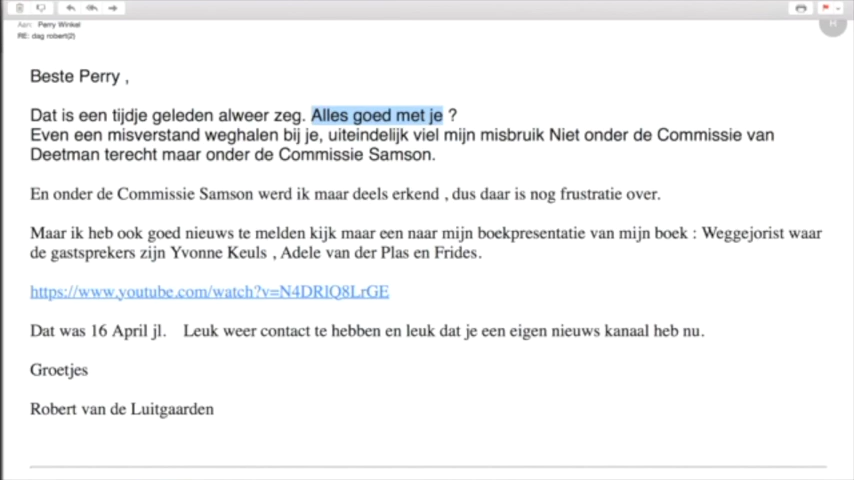 Aan: Perry Winkel
RE: dag robert(2)
H
Beste Perry ,
Dat is een tijdje geleden alweer zeg. Alles goed met je ?
Even een misverstand weghalen bij je, uiteindelijk viel mijn misbruik Niet onder de Commissie van
Deetman terecht maar onder de Commissie Samson.
En onder de Commissie Samson werd ik maar deels erkend , dus daar is nog frustratie over.
Maar ik heb ook goed nieuws te melden kijk maar een naar mijn boekpresentatie van mijn boek : Weggejorist waar
de gastsprekers zijn Yvonne Keuls , Adele van der Plas en Frides.
https://www.youtube.com/watch?v=N4DRlQ8LrGE
Dat was 16 April jl. Leuk weer contact te hebben en leuk dat je een eigen nieuws kanaal heb nu.
Groetjes
Robert van de Luitgaarden